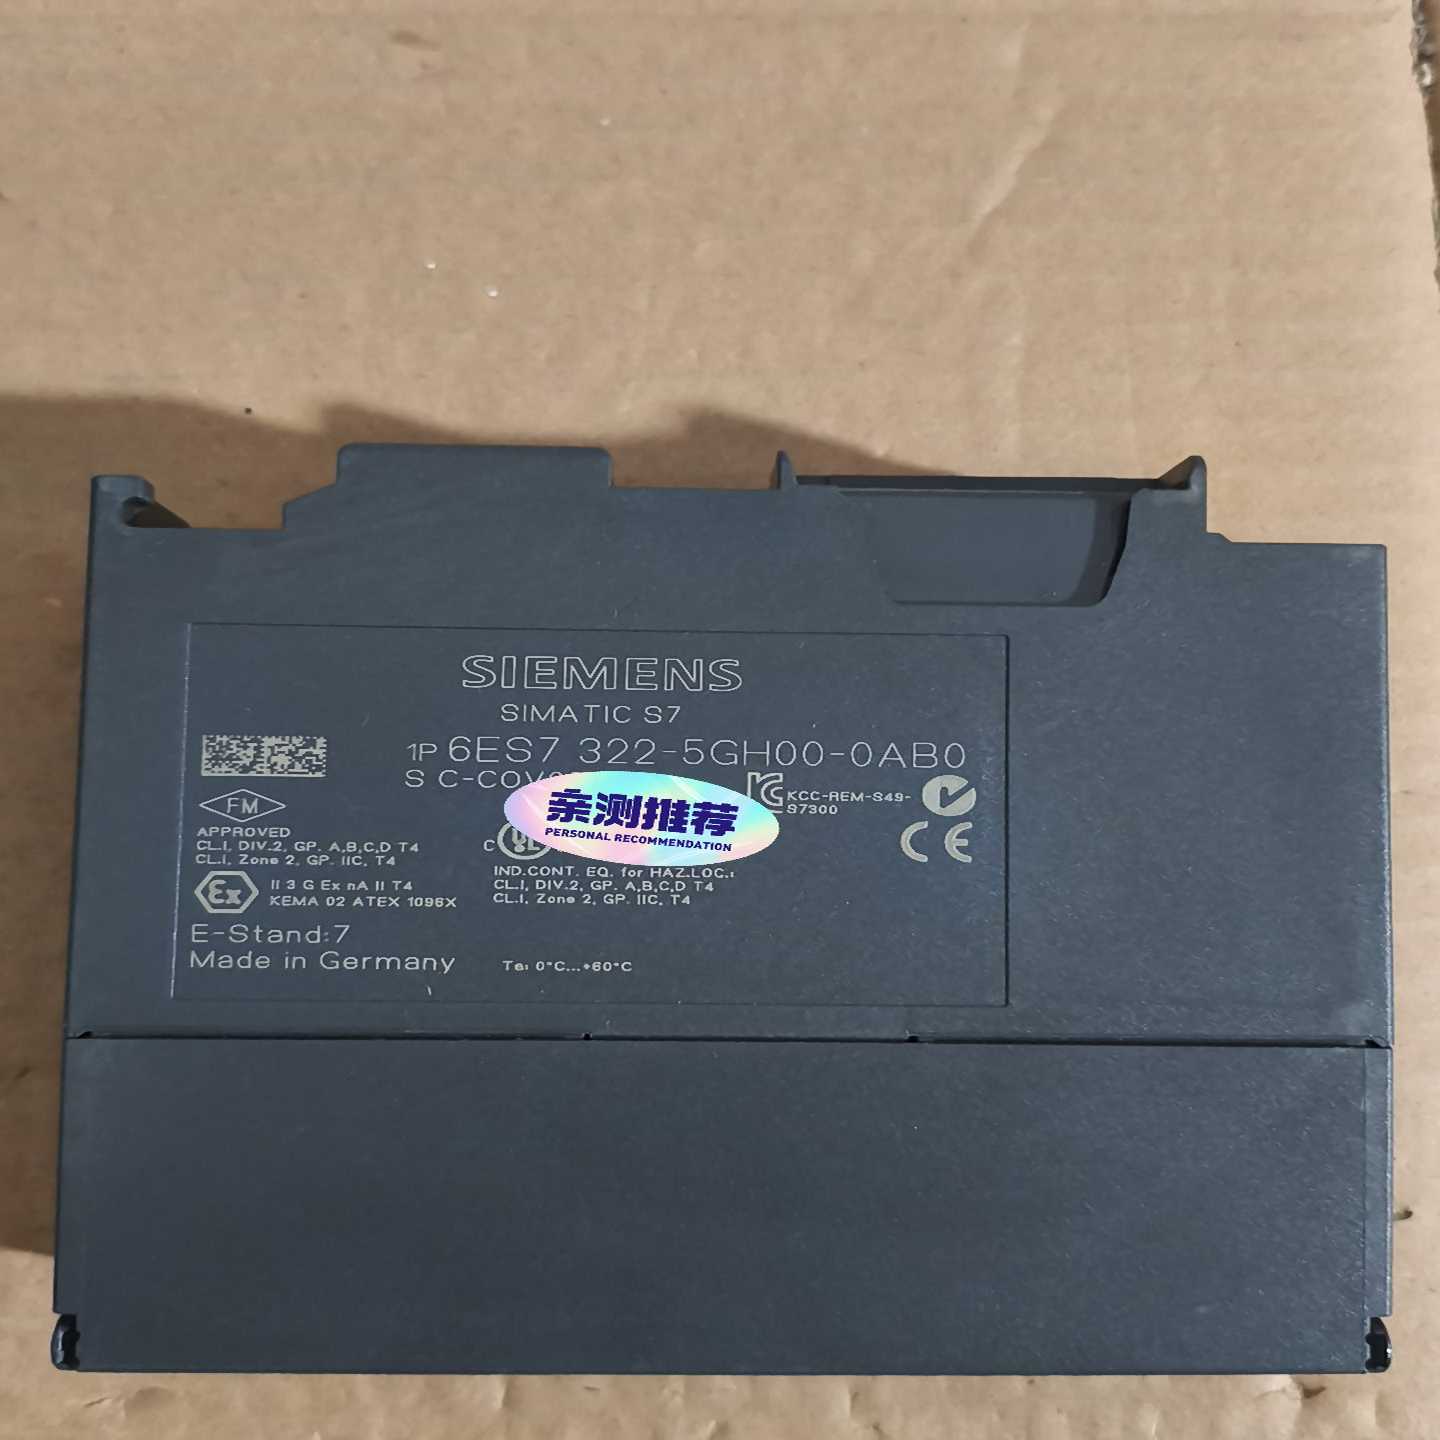 SIEMENS
SIMATIC S7
1P 6ES7 322-5GH00-0AB0
S C-C0V
亲测推荐
PERSONAL RECOMMENDATION
KCC-REM-S49-
S7300
FM
APPROVED
CL.I, DIV.2, GP. A,B,C,D T4
CL.I, Zone 2, GP. IIC, T4
C UL
CE
IND.CONT. EQ. for HAZ.LOC.:
CL.I, DIV.2, GP. A,B,C,D T4
CL.I, Zone 2, GP. IIC, T4
Ex
II 3 G Ex nA II T4
KEMA 02 ATEX 1096X
E-Stand:7
Made in Germany
Ta: 0°C...+60°C